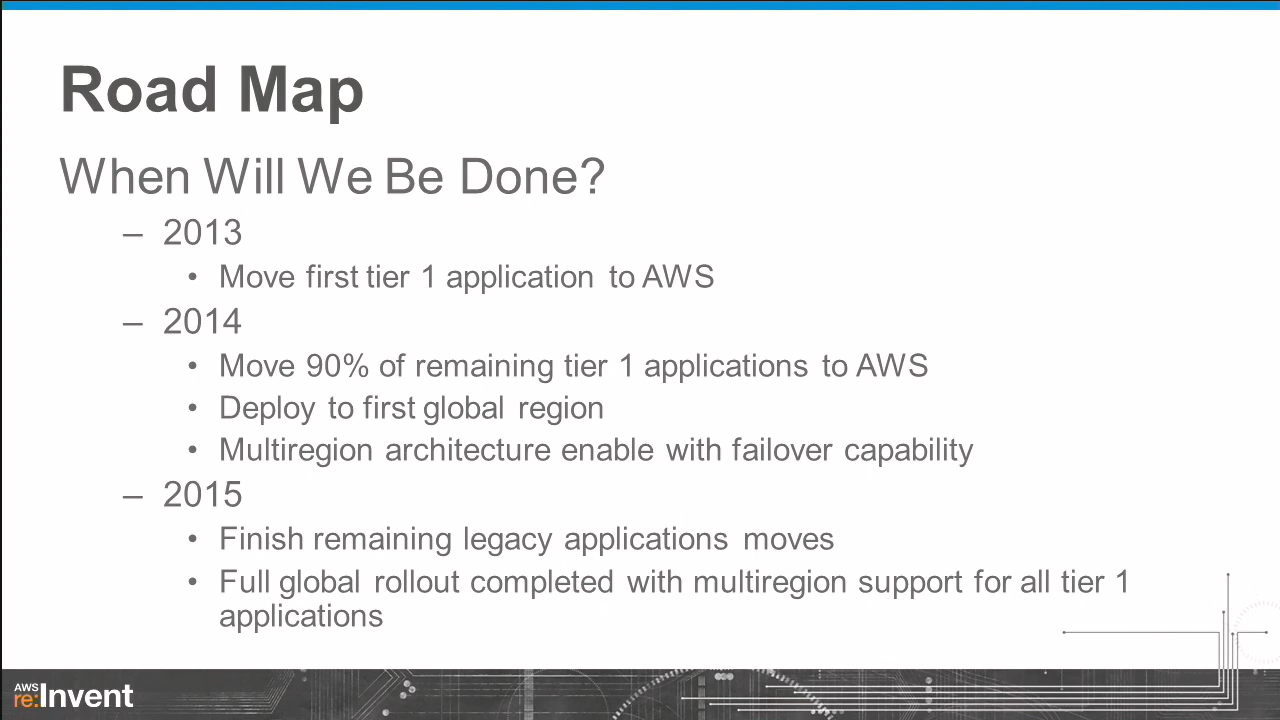 Road Map
When Will We Be Done?
– 2013
• Move first tier 1 application to AWS
– 2014
• Move 90% of remaining tier 1 applications to AWS
• Deploy to first global region
• Multiregion architecture enable with failover capability
– 2015
• Finish remaining legacy applications moves
• Full global rollout completed with multiregion support for all tier 1
applications
AWS
re:Invent